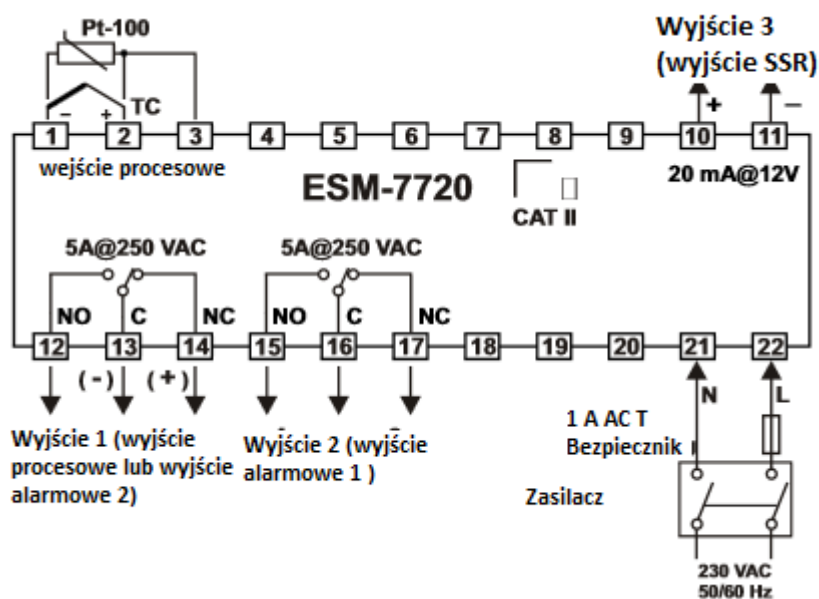 Pt-100
Wyjście 3
(wyjście SSR)
TC
− +
+ −
1 2 3 4 5 6 7 8 9 10 11
wejście procesowe
20 mA@12V
ESM-7720
CAT II
5A@250 VAC
5A@250 VAC
NO C NC NO C NC
12 13 14 15 16 17 18 19 20 21 22
(-) (+)
N L
Wyjście 1 (wyjście
procesowe lub wyjście
alarmowe 2)
Wyjście 2 (wyjście
alarmowe 1 )
1 A AC T
Bezpiecznik
Zasilacz
230 VAC
50/60 Hz